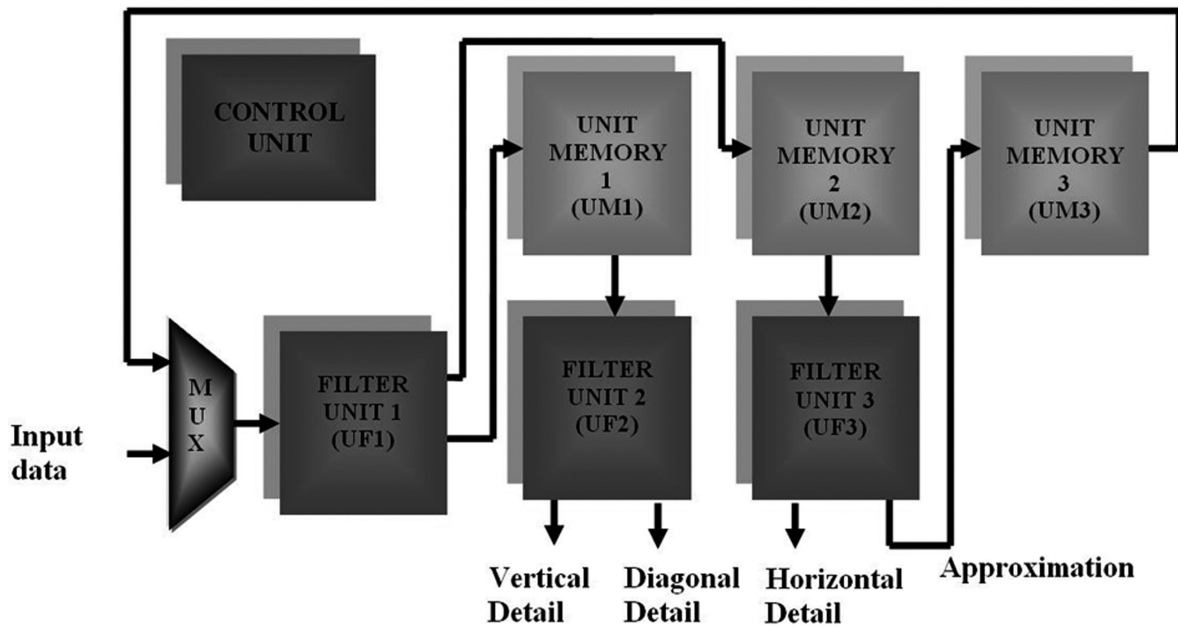 CONTROL
UNIT
UNIT
MEMORY
1
(UM1)
UNIT
MEMORY
2
(UM2)
UNIT
MEMORY
3
(UM3)
MUX
FILTER
UNIT 1
(UF1)
FILTER
UNIT 2
(UF2)
FILTER
UNIT 3
(UF3)
Input
data
Vertical
Detail
Diagonal
Detail
Horizontal
Detail
Approximation